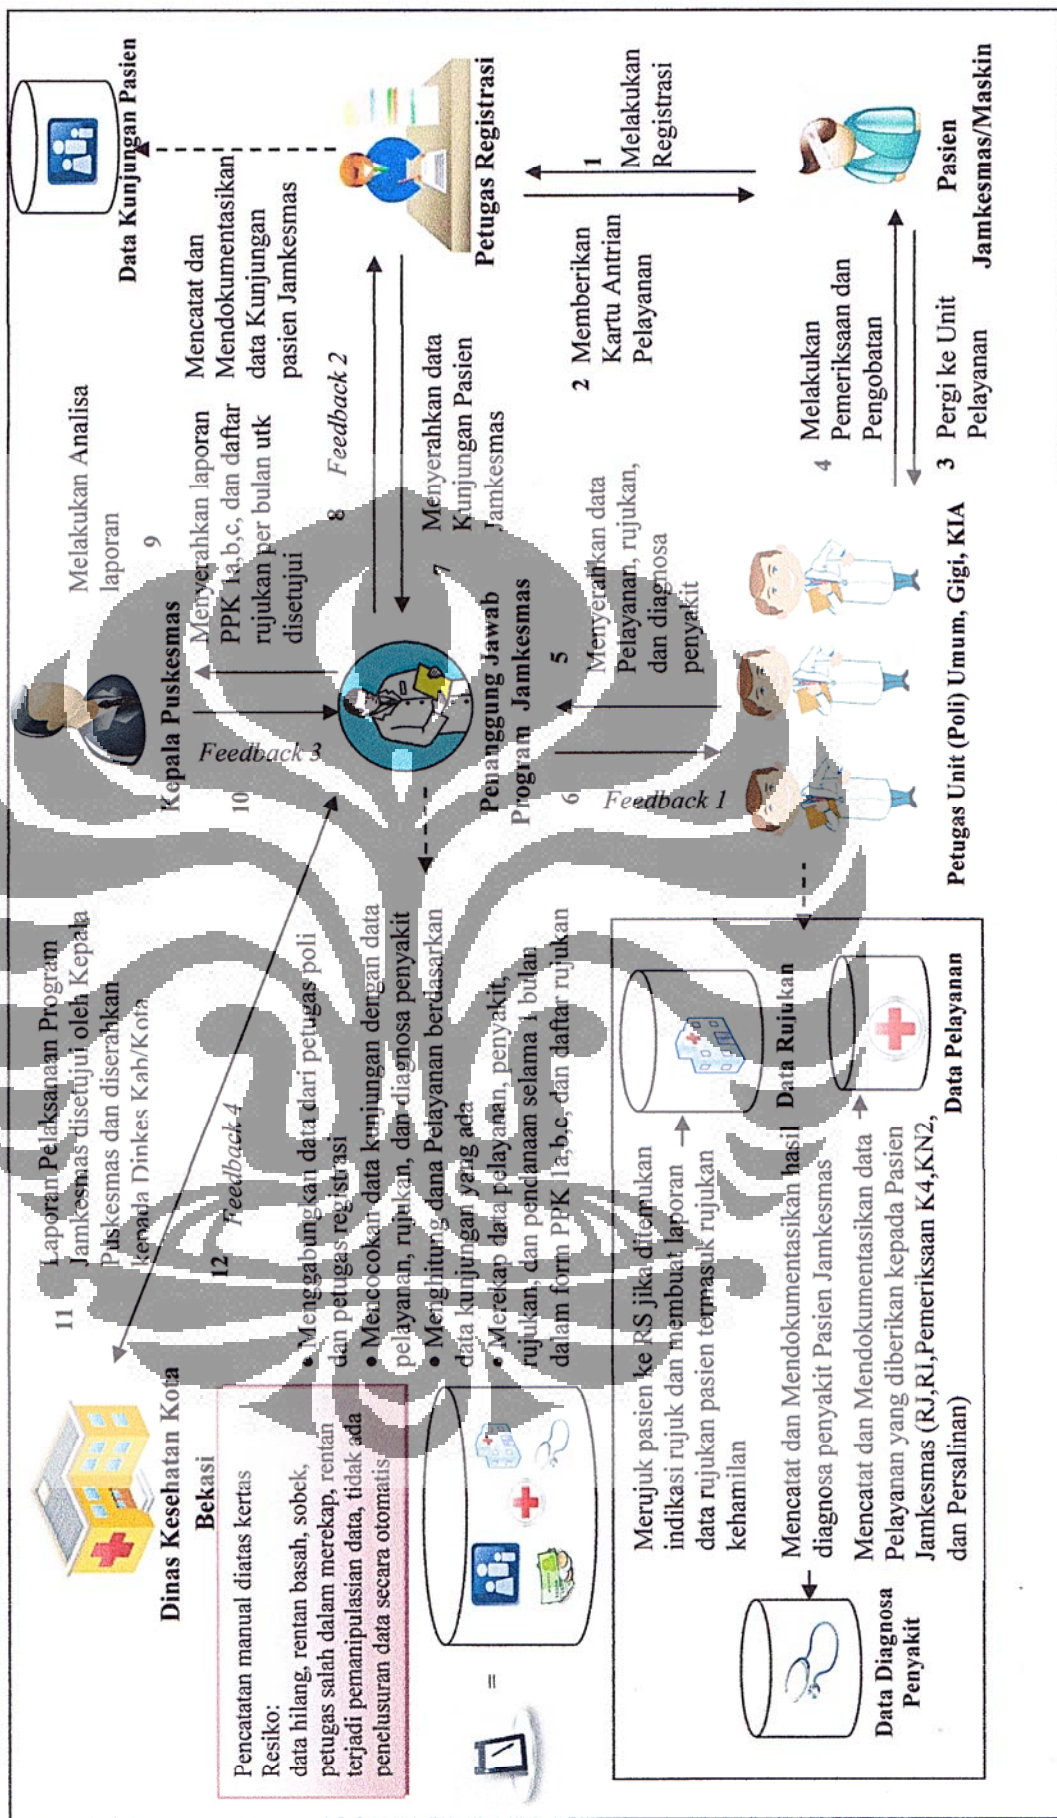 Dinas Kesehatan Kota
Bekasi
11
Laporan Pelaksanaan Program
Jamkesmas disetujui oleh Kepala
Puskesmas dan diserahkan
kepada Dinkes Kab/Kota
12
Feedback 4
Kepala Puskesmas
Melakukan Analisa
laporan
9
10
Feedback 3
Menyerahkan laporan
PPK 1a,b,c, dan daftar
rujukan per bulan utk
disetujui
Data Kunjungan Pasien
Mencatat dan
Mendokumentasikan
data Kunjungan
pasien Jamkesmas
8
Feedback 2
Petugas Registrasi
Pencatatan manual diatas kertas
Resiko:
data hilang, rentan basah, sobek,
petugas salah dalam merekap, rentan
terjadi pemanipulasian data, tidak ada
penelusuran data secara otomatis
• Menggabungkan data dari petugas poli
dan petugas registrasi
• Mencocokan data kunjungan dengan data
pelayanan, rujukan, dan diagnosa penyakit
• Menghitung dana Pelayanan berdasarkan
data kunjungan yang ada
• Merekap data pelayanan, penyakit,
rujukan, dan pendanaan selama 1 bulan
dalam form PPK 1a,b,c, dan daftar rujukan
=
Penanggung Jawab
Program Jamkesmas
7
Menyerahkan data
Kunjungan Pasien
Jamkesmas
1
Melakukan
Registrasi
2 Memberikan
Kartu Antrian
Pelayanan
5
Menyerahkan data
Pelayanan, rujukan,
dan diagnosa
penyakit
6
Feedback 1
4
Melakukan
Pemeriksaan dan
Pengobatan
3 Pergi ke Unit
Pelayanan
Pasien
Jamkesmas/Maskin
Petugas Unit (Poli) Umum, Gigi, KIA
Merujuk pasien ke RS jika ditemukan
indikasi rujuk dan membuat laporan
data rujukan pasien termasuk rujukan
kehamilan
Data Rujukan
Mencatat dan Mendokumentasikan hasil
diagnosa penyakit Pasien Jamkesmas
Mencatat dan Mendokumentasikan data
Pelayanan yang diberikan kepada Pasien
Jamkesmas (RJ,RI,Pemeriksaan K4,KN2,
dan Persalinan)
Data Pelayanan
Data Diagnosa
Penyakit